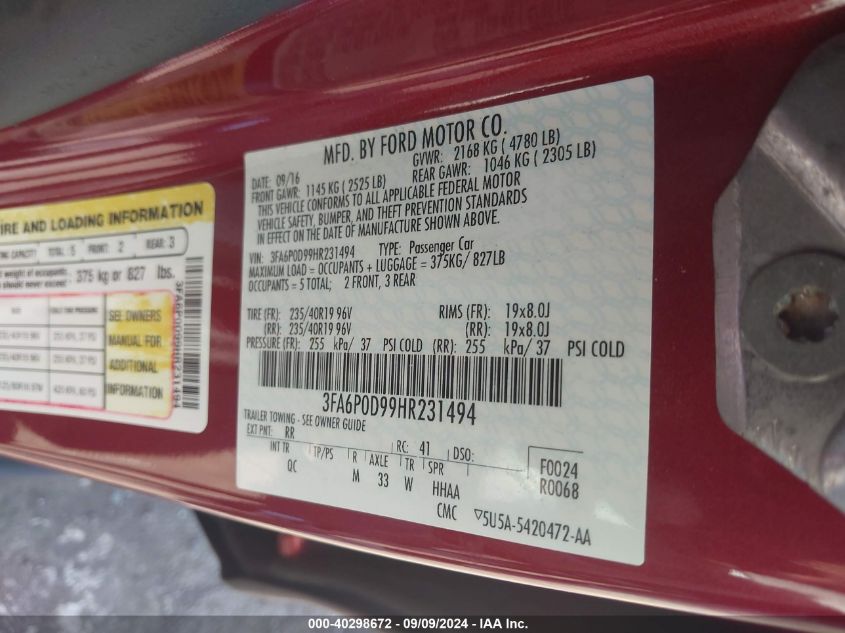 TIRE AND LOADING INFORMATION
TOTAL: 5 FRONT: 2 REAR: 3
375 kg or 827 lbs.
SEE OWNERS
MANUAL FOR
ADDITIONAL
INFORMATION
3FA6P0D99HR231494
MFD. BY FORD MOTOR CO.
DATE: 09/16 GVWR: 2168 KG ( 4780 LB)
FRONT GAWR: 1145 KG ( 2525 LB) REAR GAWR: 1046 KG ( 2305 LB)
THIS VEHICLE CONFORMS TO ALL APPLICABLE FEDERAL MOTOR
VEHICLE SAFETY, BUMPER, AND THEFT PREVENTION STANDARDS
IN EFFECT ON THE DATE OF MANUFACTURE SHOWN ABOVE.
VIN: 3FA6P0D99HR231494 TYPE: Passenger Car
MAXIMUM LOAD = OCCUPANTS + LUGGAGE = 375KG/ 827LB
OCCUPANTS = 5 TOTAL; 2 FRONT, 3 REAR
TIRE (FR): 235/40R19 96V RIMS (FR): 19x8.0J
(RR): 235/40R19 96V (RR): 19x8.0J
PRESSURE (FR): 255 kPa/ 37 PSI COLD (RR): 255 kPa/ 37 PSI COLD
3FA6P0D99HR231494
TRAILER TOWING - SEE OWNER GUIDE
EXT PNT: RR RC: 41 DSO: F0024
INT TR TP/PS R AXLE TR SPR R0068
QC M 33 W HHAA
CMC ▽5U5A-5420472-AA
000-40298672 - 09/09/2024 - IAA Inc.